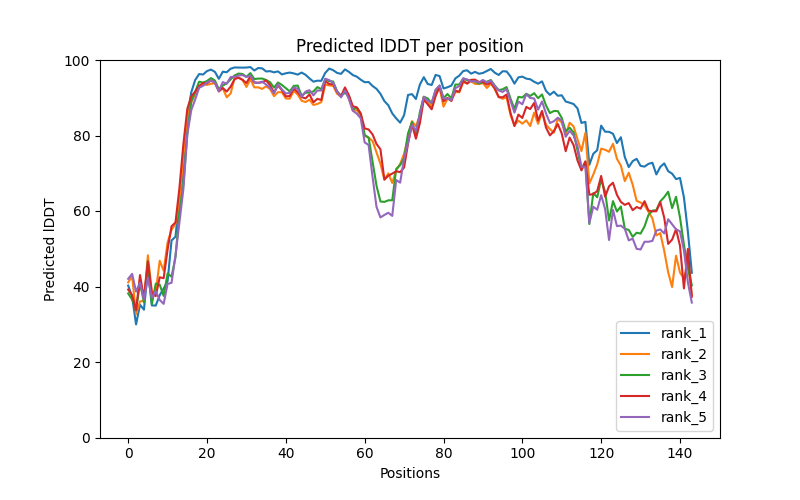 Predicted lDDT per position
Predicted lDDT
100
80
60
40
20
0
0 20 40 60 80 100 120 140
Positions
rank_1
rank_2
rank_3
rank_4
rank_5